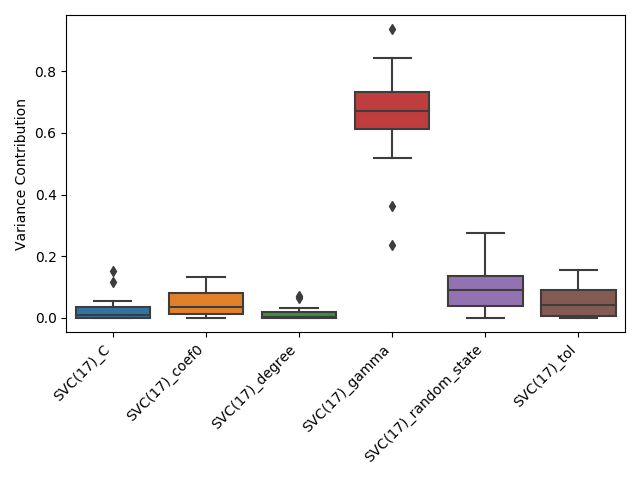 Variance Contribution
0.8
0.6
0.4
0.2
0.0
SVC(17)_C
SVC(17)_coef0
SVC(17)_degree
SVC(17)_gamma
SVC(17)_random_state
SVC(17)_tol